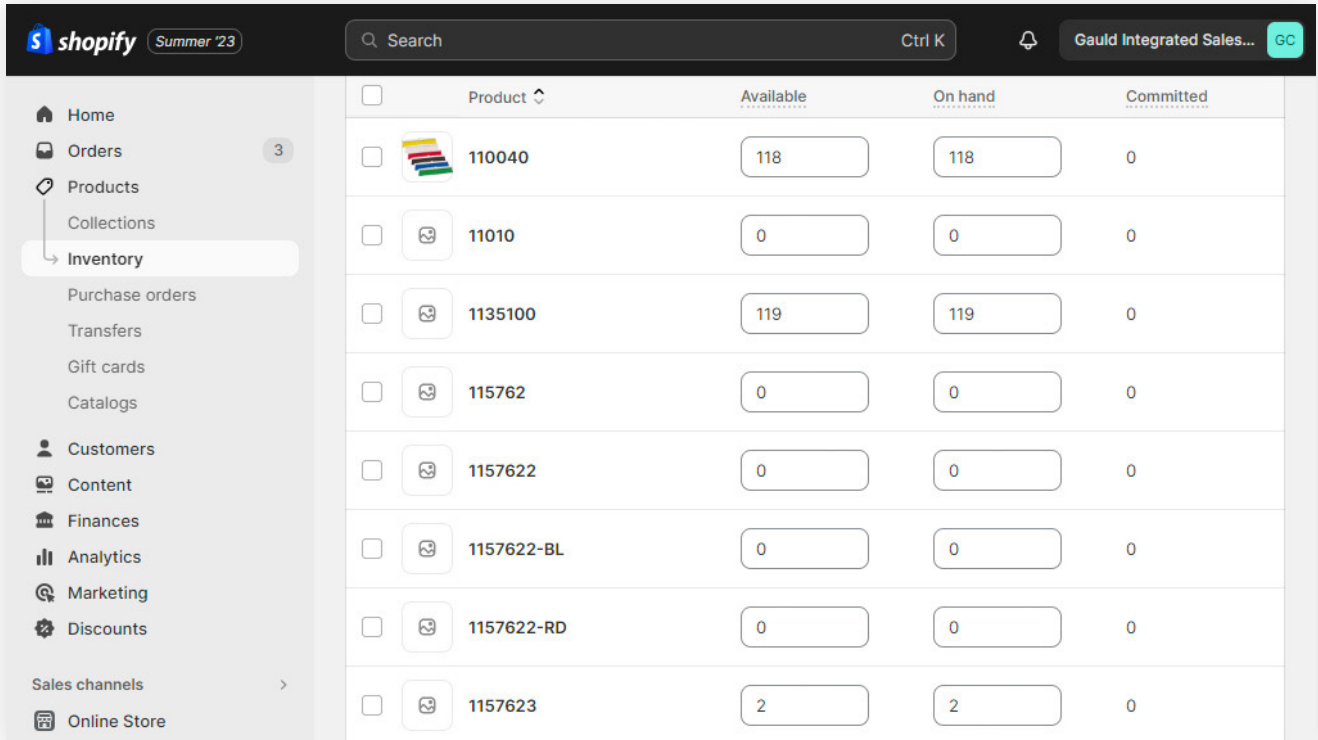 shopify Summer '23 Search Ctrl K Gauld Integrated Sales... GC
Home
Orders 3
Products
Collections
Inventory
Purchase orders
Transfers
Gift cards
Catalogs
Customers
Content
Finances
Analytics
Marketing
Discounts
Sales channels
Online Store
Product Available On hand Committed
110040 118 118 0
11010 0 0 0
1135100 119 119 0
115762 0 0 0
1157622 0 0 0
1157622-BL 0 0 0
1157622-RD 0 0 0
1157623 2 2 0